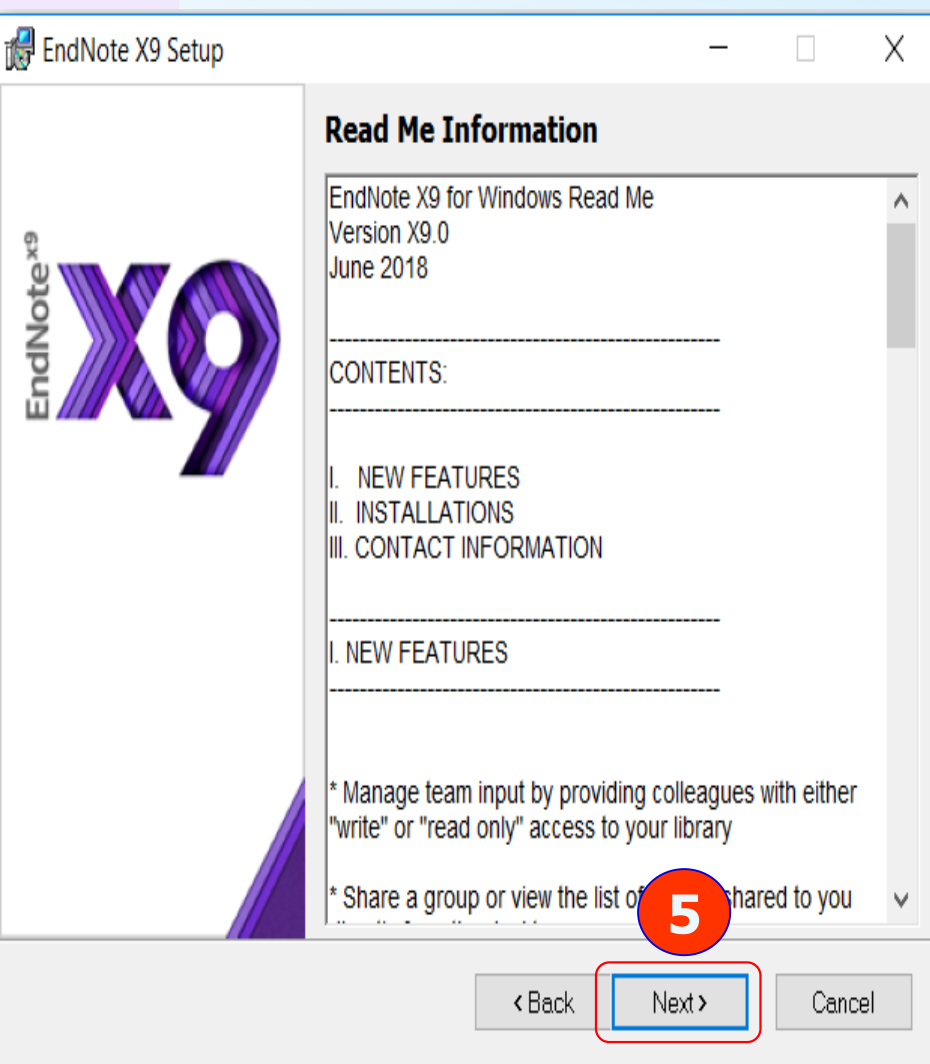 EndNote X9 Setup
EndNote X9
X9
Read Me Information
EndNote X9 for Windows Read Me
Version X9.0
June 2018
-----------------------------------------------------
CONTENTS:
-----------------------------------------------------
I. NEW FEATURES
II. INSTALLATIONS
III. CONTACT INFORMATION
-----------------------------------------------------
I. NEW FEATURES
-----------------------------------------------------
* Manage team input by providing colleagues with either
"write" or "read only" access to your library
* Share a group or view the list of shared to you
5
< Back
Next >
Cancel